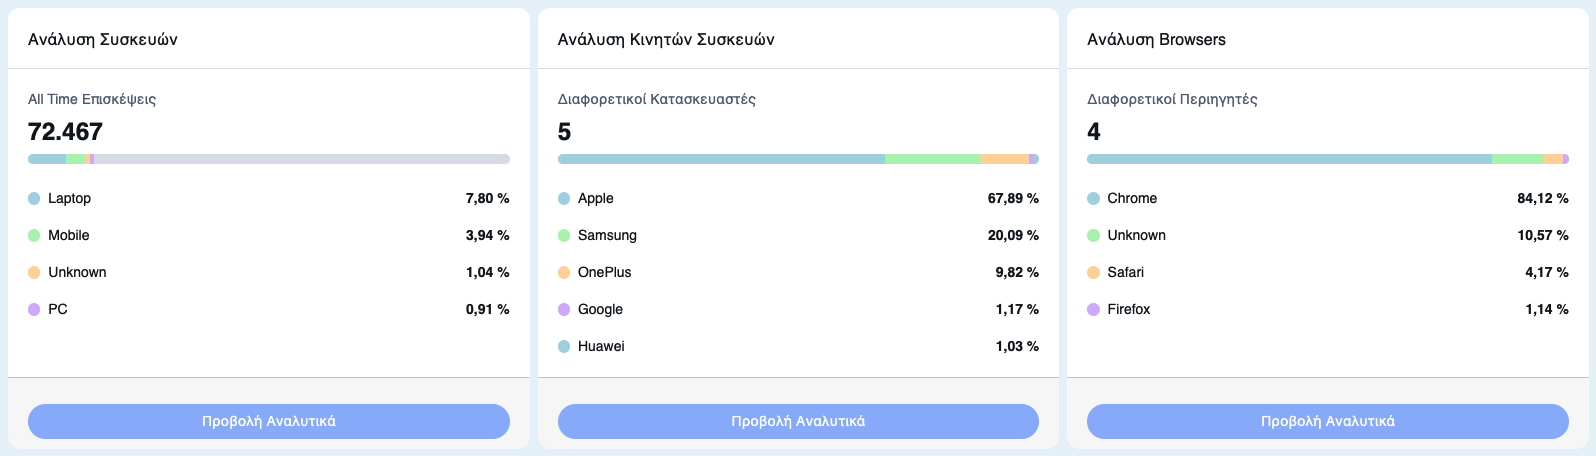 Ανάλυση Συσκευών
All Time Επισκέψεις
72.467
Laptop 7,80 %
Mobile 3,94 %
Unknown 1,04 %
PC 0,91 %
Προβολή Αναλυτικά
Ανάλυση Κινητών Συσκευών
Διαφορετικοί Κατασκευαστές
5
Apple 67,89 %
Samsung 20,09 %
OnePlus 9,82 %
Google 1,17 %
Huawei 1,03 %
Προβολή Αναλυτικά
Ανάλυση Browsers
Διαφορετικοί Περιηγητές
4
Chrome 84,12 %
Unknown 10,57 %
Safari 4,17 %
Firefox 1,14 %
Προβολή Αναλυτικά